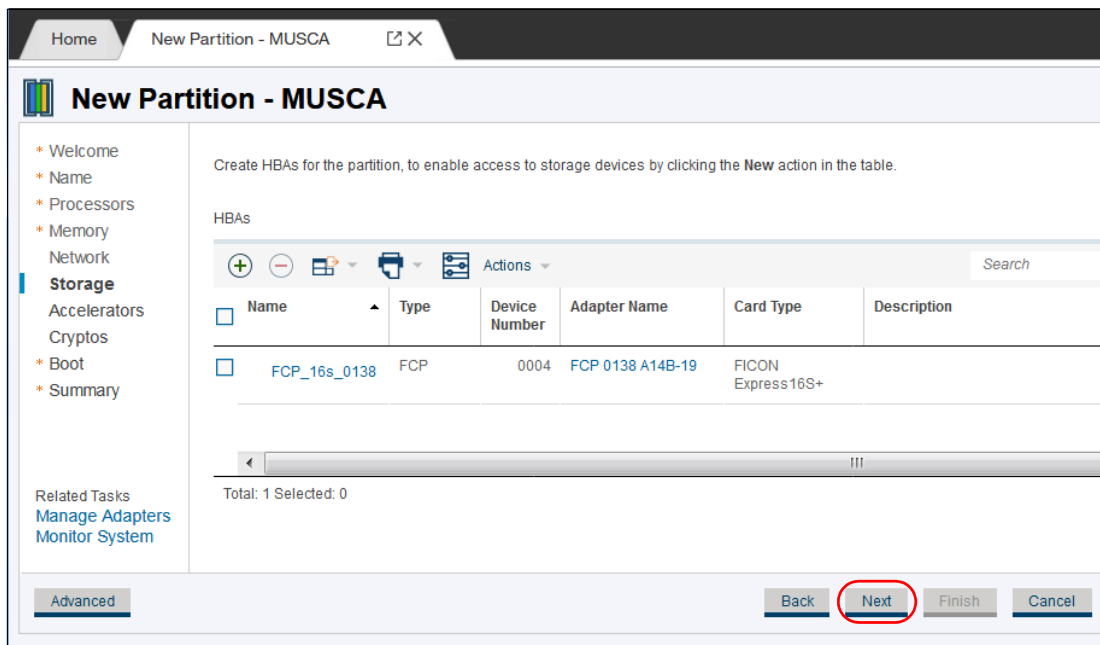 Home New Partition - MUSCA
New Partition - MUSCA
* Welcome
* Name
* Processors
* Memory
Network
Storage
Accelerators
Cryptos
* Boot
* Summary
Related Tasks
Manage Adapters
Monitor System
Create HBAs for the partition, to enable access to storage devices by clicking the New action in the table.
HBAs
Actions Search
Name Type Device Number Adapter Name Card Type Description
FCP_16s_0138 FCP 0004 FCP 0138 A14B-19 FICON
Express16S+
Total: 1 Selected: 0
Advanced Back Next Finish Cancel